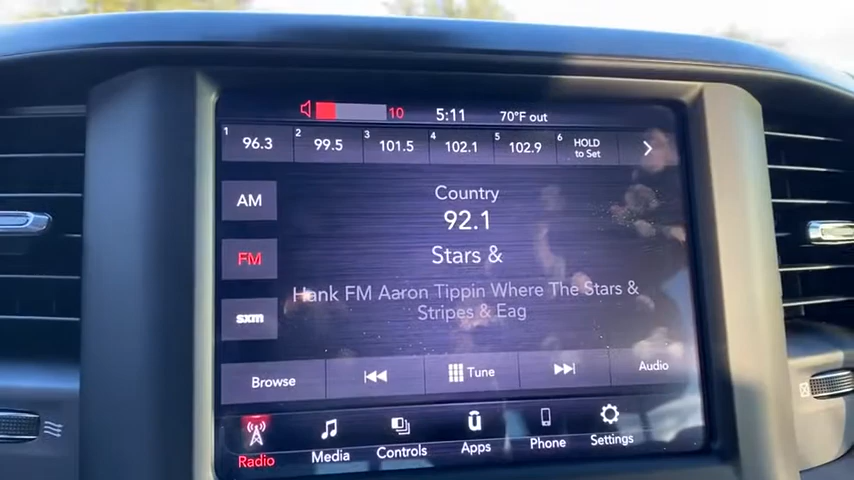 10 5:11 70°F out
1 96.3 2 99.5 3 101.5 4 102.1 5 102.9 6 HOLD
to Set
Country
AM
92.1
Stars &
FM
Hank FM Aaron Tippin Where The Stars &
Stripes & Eag
sxm
Browse Tune Audio
Radio Media Controls Apps Phone Settings